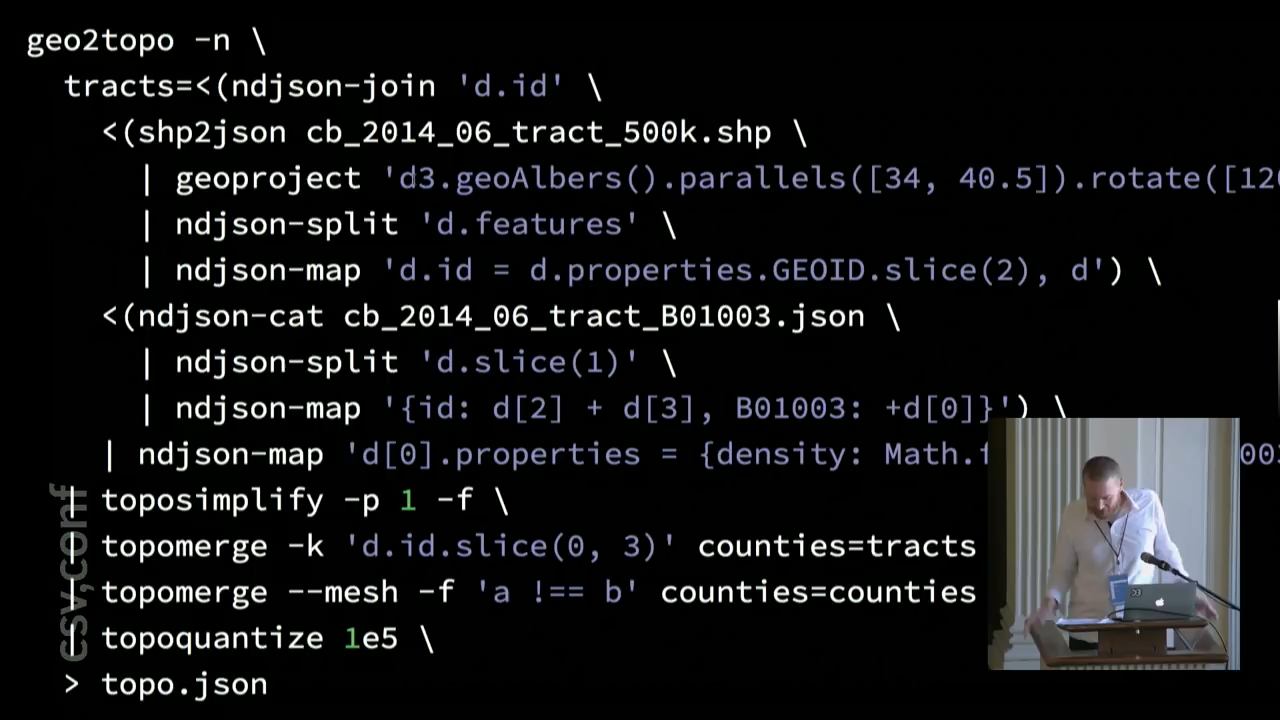 geo2topo -n \
tracts=<(ndjson-join 'd.id' \
<(shp2json cb_2014_06_tract_500k.shp \
| geoproject 'd3.geoAlbers().parallels([34, 40.5]).rotate([120
| ndjson-split 'd.features' \
| ndjson-map 'd.id = d.properties.GEOID.slice(2), d') \
<(ndjson-cat cb_2014_06_tract_B01003.json \
| ndjson-split 'd.slice(1)' \
| ndjson-map '{id: d[2] + d[3], B01003: +d[0]}') \
| ndjson-map 'd[0].properties = {density: Math.f 003
| toposimplify -p 1 -f \
| topomerge -k 'd.id.slice(0, 3)' counties=tracts
| topomerge --mesh -f 'a !== b' counties=counties
| topoquantize 1e5 \
> topo.json
csv,conf